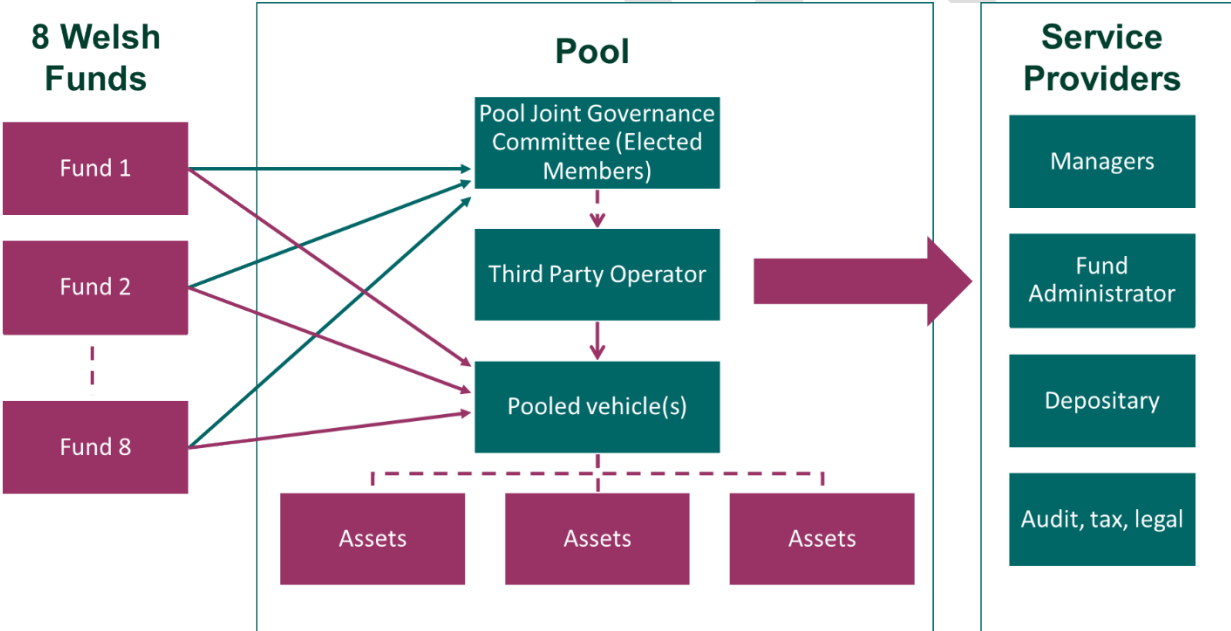 8 Welsh
Funds
Fund 1
Fund 2
Fund 8
Pool
Pool Joint Governance
Committee (Elected
Members)
Third Party Operator
Pooled vehicle(s)
Assets
Assets
Assets
Service
Providers
Managers
Fund
Administrator
Depositary
Audit, tax, legal